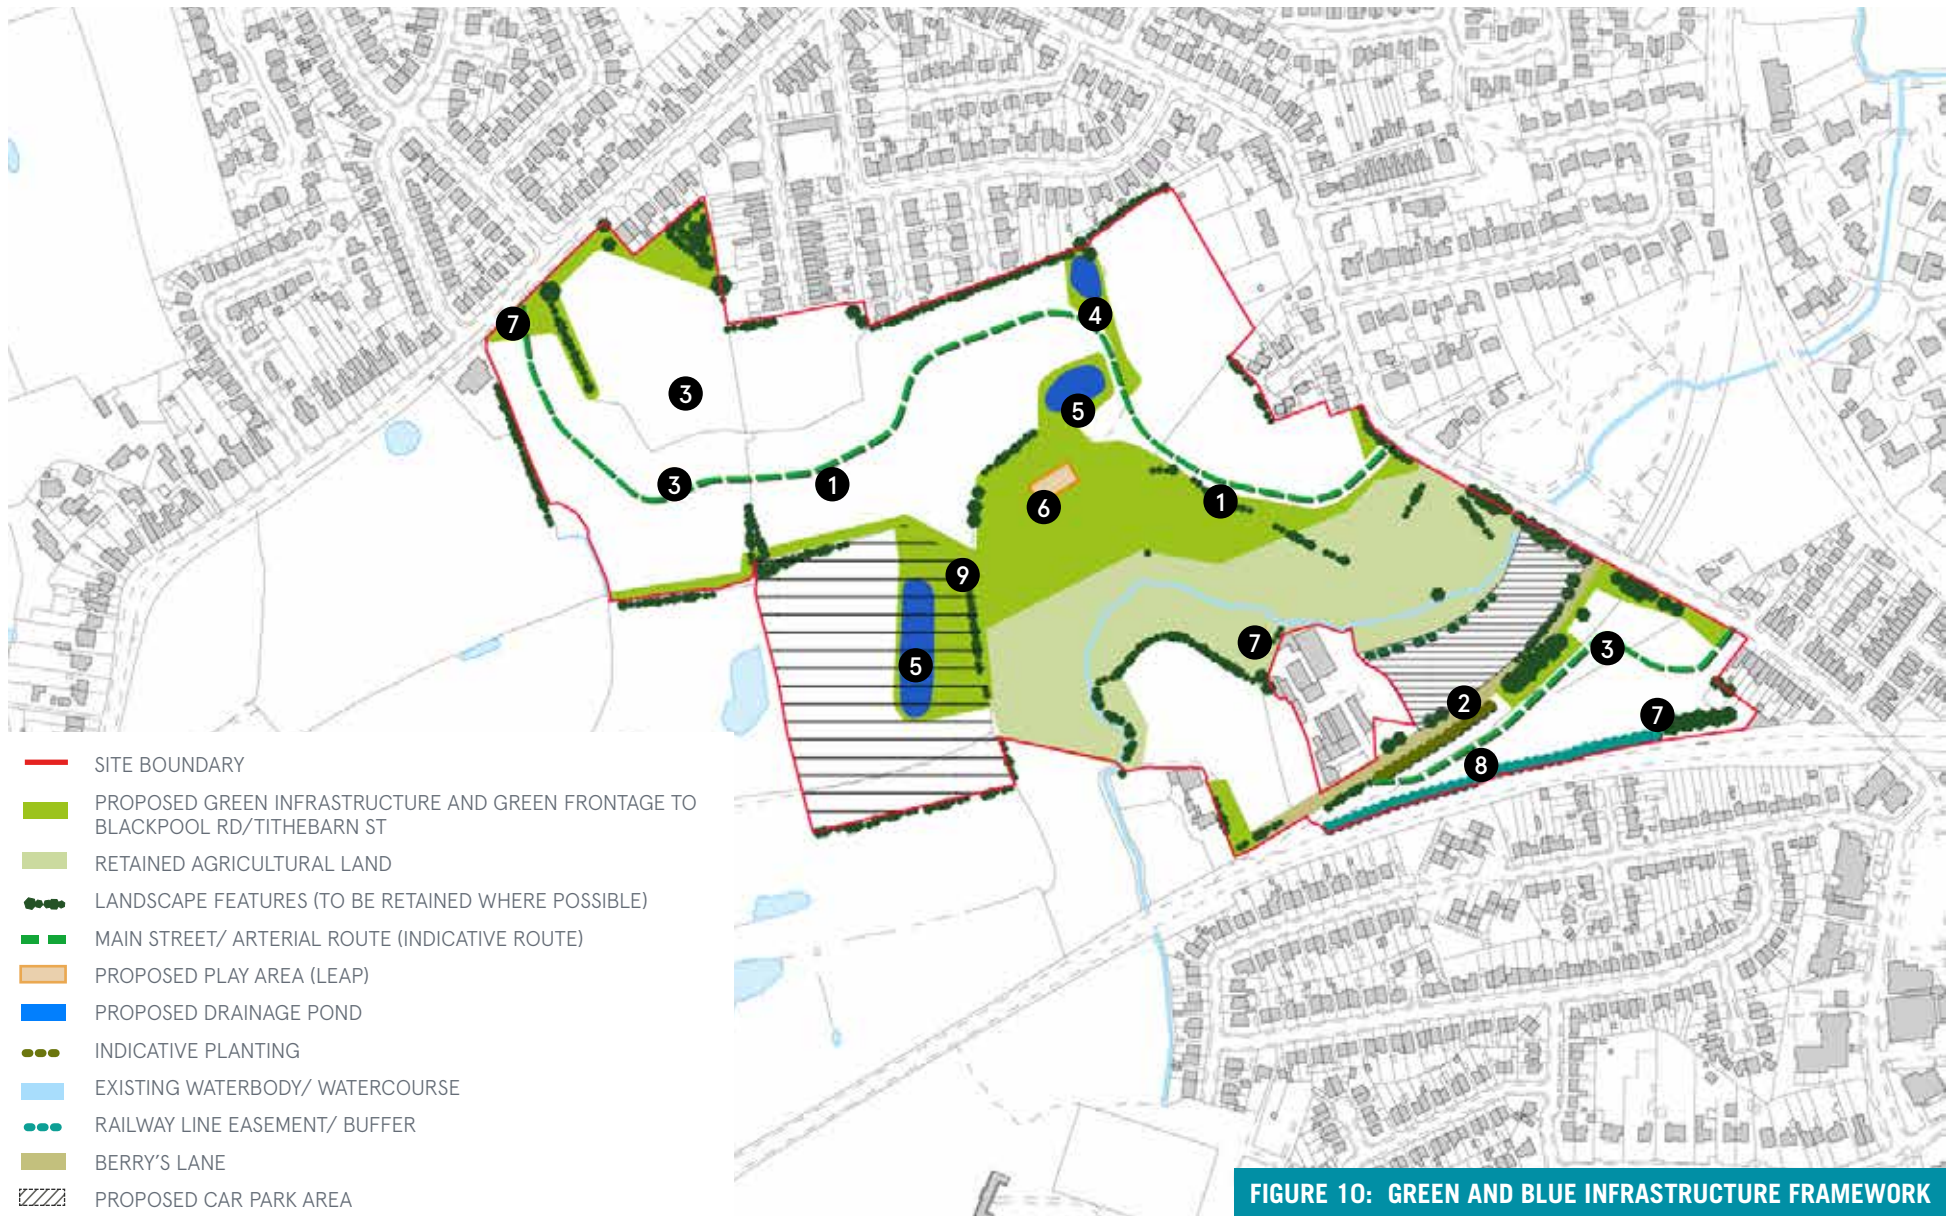 7
3
3
1
4
5
6
1
9
5
7
3
2
7
8
SITE BOUNDARY
PROPOSED GREEN INFRASTRUCTURE AND GREEN FRONTAGE TO
BLACKPOOL RD/TITHEBARN ST
RETAINED AGRICULTURAL LAND
LANDSCAPE FEATURES (TO BE RETAINED WHERE POSSIBLE)
MAIN STREET/ ARTERIAL ROUTE (INDICATIVE ROUTE)
PROPOSED PLAY AREA (LEAP)
PROPOSED DRAINAGE POND
INDICATIVE PLANTING
EXISTING WATERBODY/ WATERCOURSE
RAILWAY LINE EASEMENT/ BUFFER
BERRY'S LANE
PROPOSED CAR PARK AREA
FIGURE 10: GREEN AND BLUE INFRASTRUCTURE FRAMEWORK